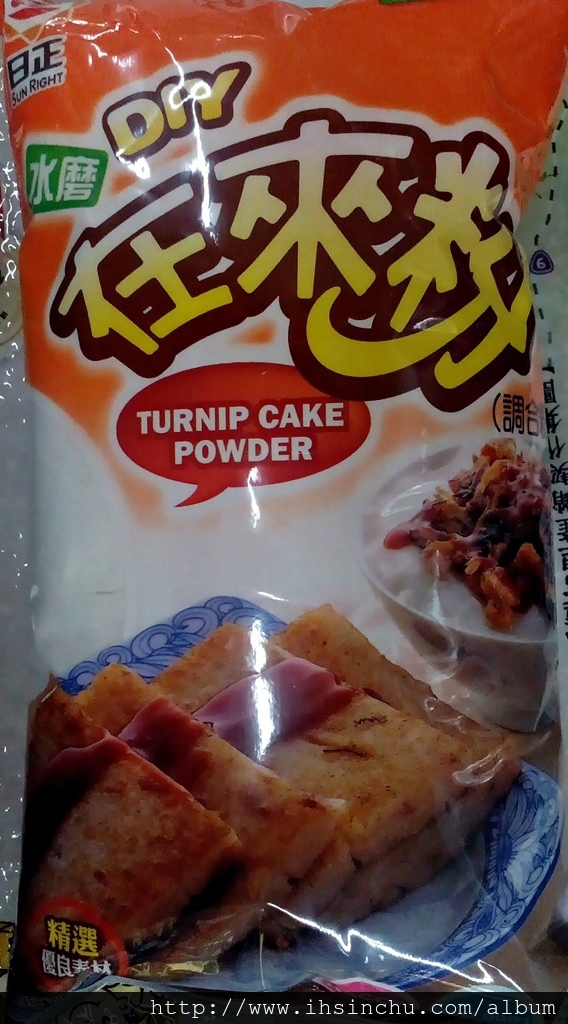 日正
SUN RIGHT
DIY
水磨
在來粉
TURNIP CAKE
POWDER
(調合
精選
優良素材
http://www.ihsinchu.com/album